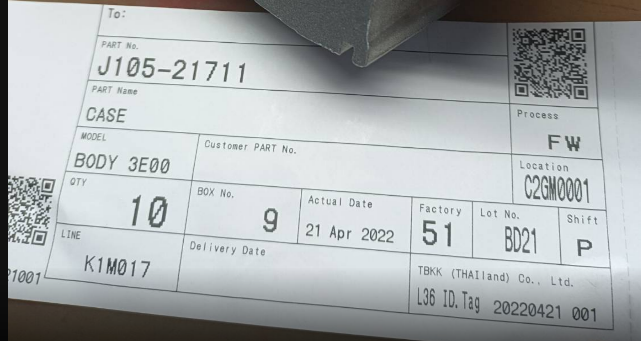 To:
PART No.
J105-21711
PART Name
CASE
Process
FW
MODEL
BODY 3E00
Customer PART No.
Location
C2GM0001
QTY
10
BOX No.
9
Actual Date
21 Apr 2022
Factory
51
Lot No.
BD21
Shift
P
LINE
K1M017
Delivery Date
TBKK (THAIland) Co., Ltd.
L36 ID.Tag 20220421 001